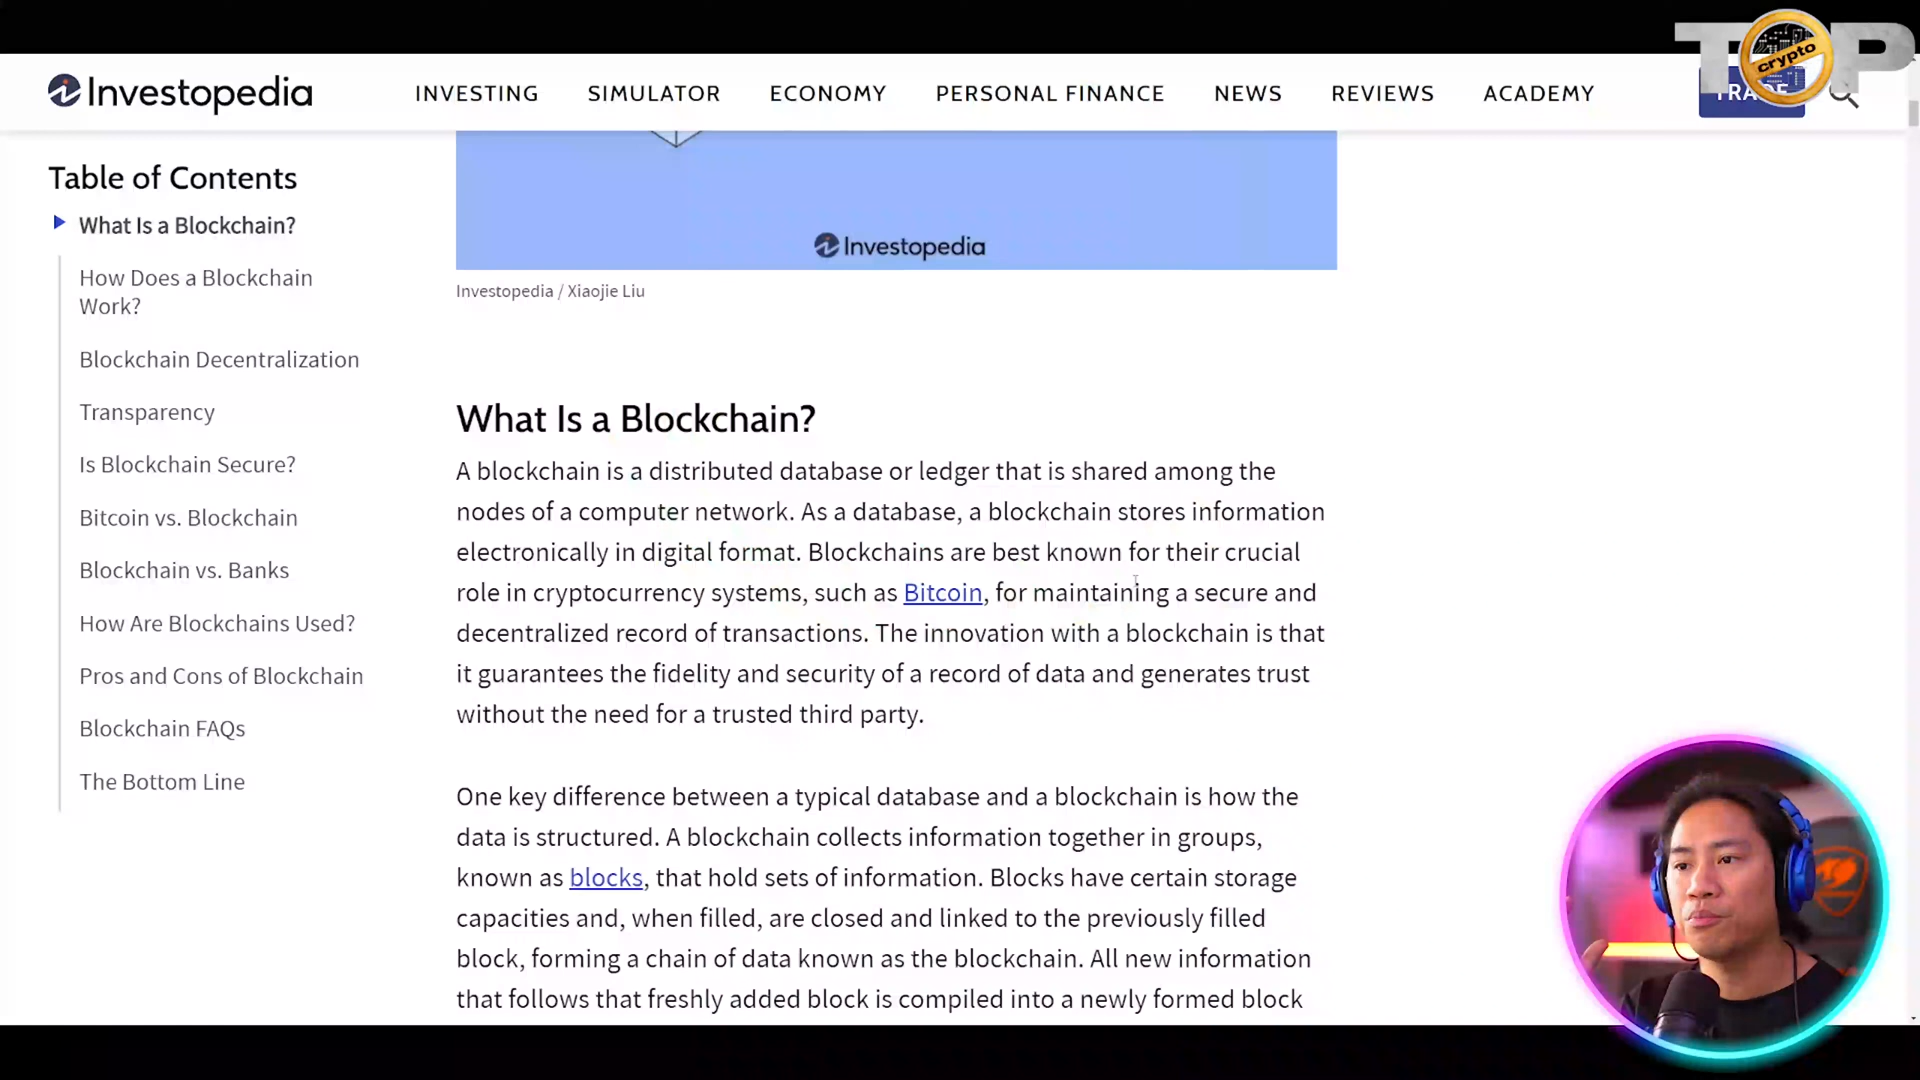 TOP
crypto
Investopedia
INVESTING
SIMULATOR
ECONOMY
PERSONAL FINANCE
NEWS
REVIEWS
ACADEMY
TRADE
Table of Contents
What Is a Blockchain?
How Does a Blockchain
Work?
Blockchain Decentralization
Transparency
Is Blockchain Secure?
Bitcoin vs. Blockchain
Blockchain vs. Banks
How Are Blockchains Used?
Pros and Cons of Blockchain
Blockchain FAQs
The Bottom Line
Investopedia
Investopedia / Xiaojie Liu
What Is a Blockchain?
A blockchain is a distributed database or ledger that is shared among the
nodes of a computer network. As a database, a blockchain stores information
electronically in digital format. Blockchains are best known for their crucial
role in cryptocurrency systems, such as Bitcoin, for maintaining a secure and
decentralized record of transactions. The innovation with a blockchain is that
it guarantees the fidelity and security of a record of data and generates trust
without the need for a trusted third party.
One key difference between a typical database and a blockchain is how the
data is structured. A blockchain collects information together in groups,
known as blocks, that hold sets of information. Blocks have certain storage
capacities and, when filled, are closed and linked to the previously filled
block, forming a chain of data known as the blockchain. All new information
that follows that freshly added block is compiled into a newly formed block